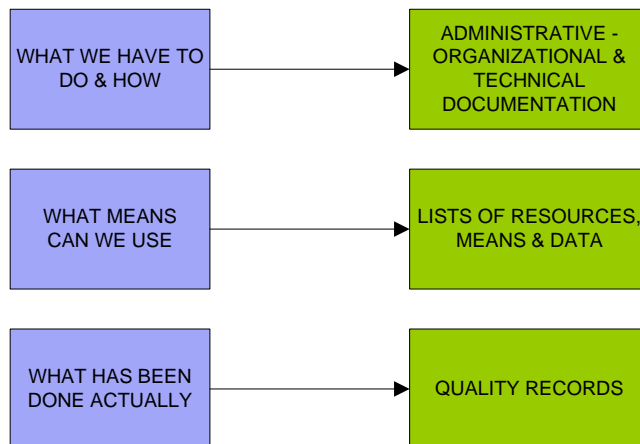 WHAT WE HAVE TO
DO & HOW
ADMINISTRATIVE -
ORGANIZATIONAL &
TECHNICAL
DOCUMENTATION
WHAT MEANS
CAN WE USE
LISTS OF RESOURCES,
MEANS & DATA
WHAT HAS BEEN
DONE ACTUALLY
QUALITY RECORDS